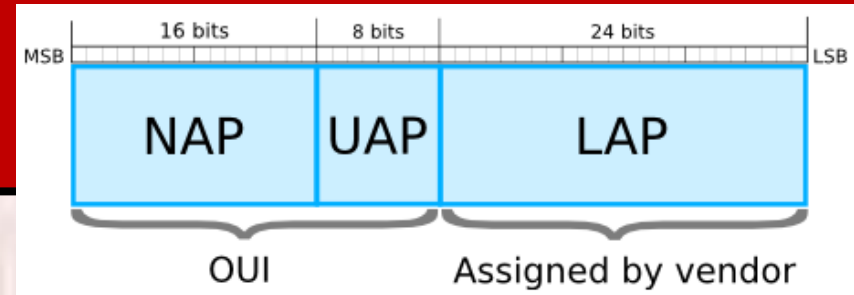 16 bits 8 bits 24 bits
MSB LSB
NAP UAP LAP
OUI Assigned by vendor